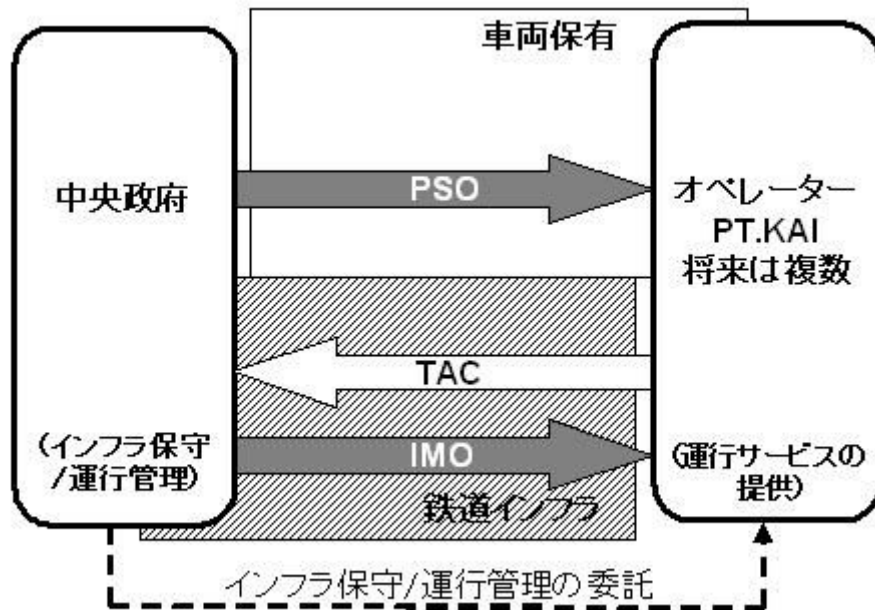 車両保有
中央政府
PSO
オペレーター
PT.KAI
将来は複数
TAC
(インフラ保守
/運行管理)
IMO
(運行サービスの
提供)
鉄道インフラ
インフラ保守/運行管理の委託